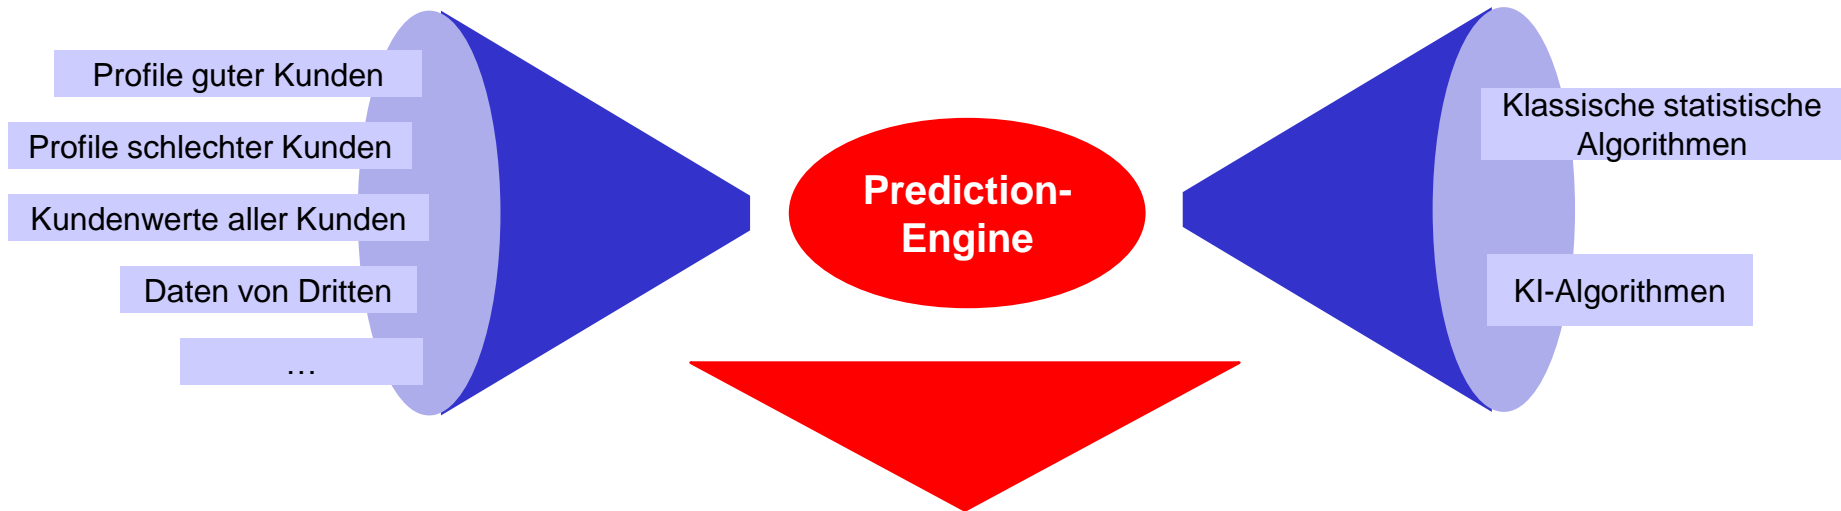 Profile guter Kunden
Profile schlechter Kunden
Kundenwerte aller Kunden
Daten von Dritten
…
Prediction-
Engine
Klassische statistische
Algorithmen
KI-Algorithmen